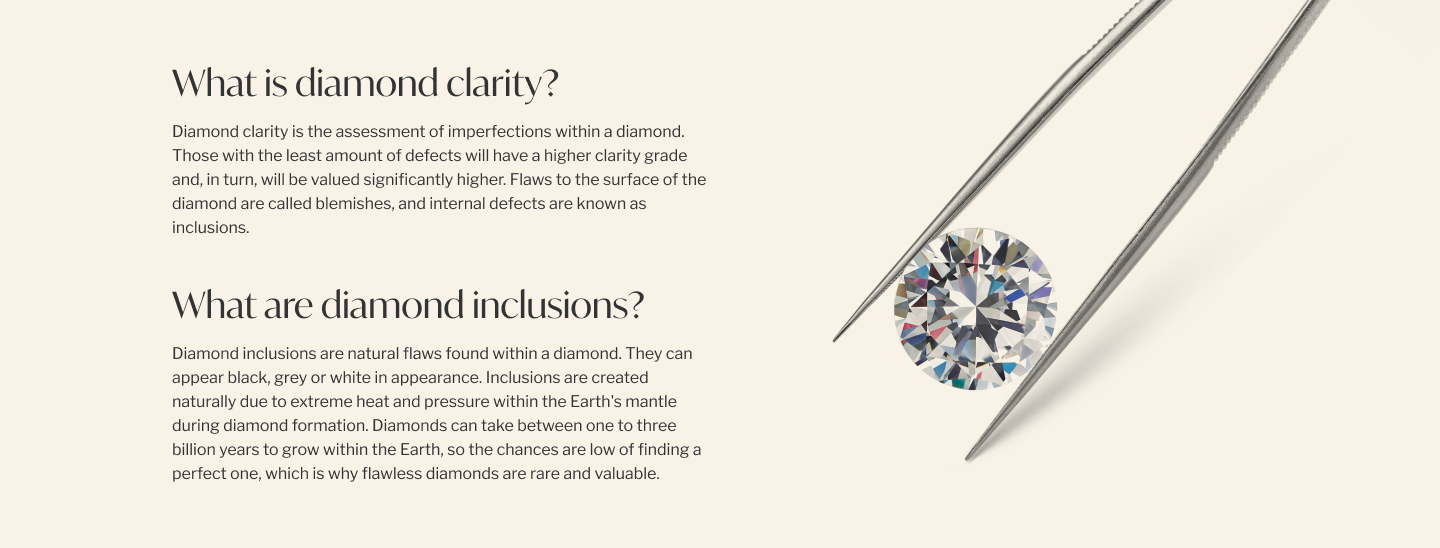 What is diamond clarity?
Diamond clarity is the assessment of imperfections within a diamond.
Those with the least amount of defects will have a higher clarity grade
and, in turn, will be valued significantly higher. Flaws to the surface of the
diamond are called blemishes, and internal defects are known as
inclusions.
What are diamond inclusions?
Diamond inclusions are natural flaws found within a diamond. They can
appear black, grey or white in appearance. Inclusions are created
naturally due to extreme heat and pressure within the Earth's mantle
during diamond formation. Diamonds can take between one to three
billion years to grow within the Earth, so the chances are low of finding a
perfect one, which is why flawless diamonds are rare and valuable.